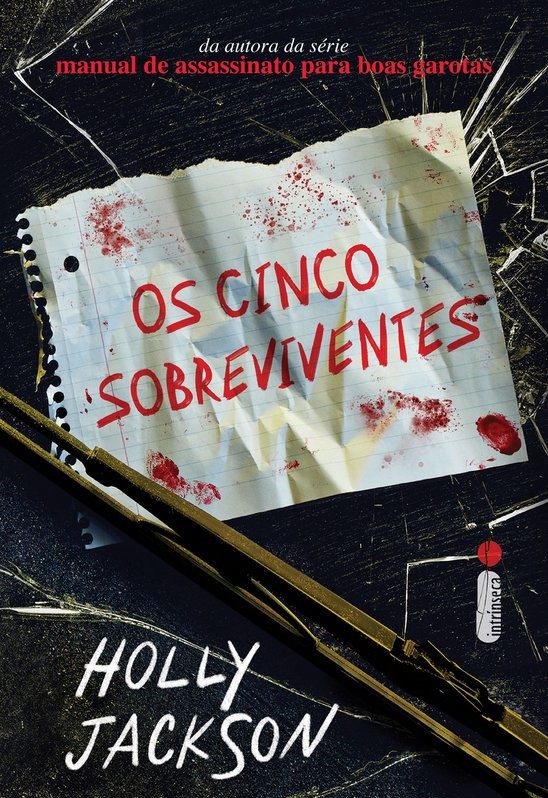 da autora da série
manual de assassinato para boas garotas
OS CINCO
SOBREVIVENTES
intrínseca
HOLLY
JACKSON